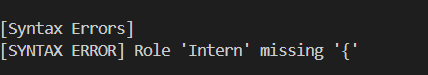 [Syntax Errors]
[SYNTAX ERROR] Role 'Intern' missing '{'